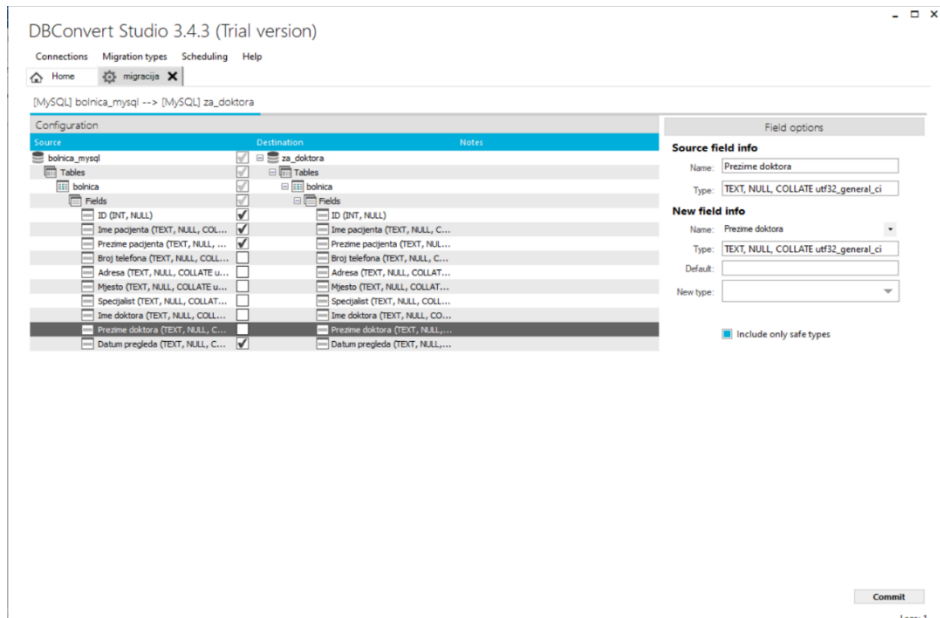 DBConvert Studio 3.4.3 (Trial version)
Connections Migration types Scheduling Help
Home migracija
[MySQL] bolnica_mysql --> [MySQL] za_doktora
Configuration
Source Destination Notes
bolnica_mysql za_doktora
Tables Tables
bolnica bolnica
Fields Fields
ID (INT, NULL) ID (INT, NULL)
Ime pacijenta (TEXT, NULL, COL... Ime pacijenta (TEXT, NULL, C...
Prezime pacijenta (TEXT, NULL, ... Prezime pacijenta (TEXT, NUL...
Broj telefona (TEXT, NULL, COLL... Broj telefona (TEXT, NULL, C...
Adresa (TEXT, NULL, COLLATE u... Adresa (TEXT, NULL, COLLAT...
Mjesto (TEXT, NULL, COLLATE u... Mjesto (TEXT, NULL, COLLAT...
Specijalist (TEXT, NULL, COLLAT... Specijalist (TEXT, NULL, COLL...
Ime doktora (TEXT, NULL, COLL... Ime doktora (TEXT, NULL, CO...
Prezime doktora (TEXT, NULL, C... Prezime doktora (TEXT, NULL,...
Datum pregleda (TEXT, NULL, C... Datum pregleda (TEXT, NULL,...
Field options
Source field info
Name: Prezime doktora
Type: TEXT, NULL, COLLATE utf32_general_ci
New field info
Name: Prezime doktora
Type: TEXT, NULL, COLLATE utf32_general_ci
Default:
New type:
Include only safe types
Commit